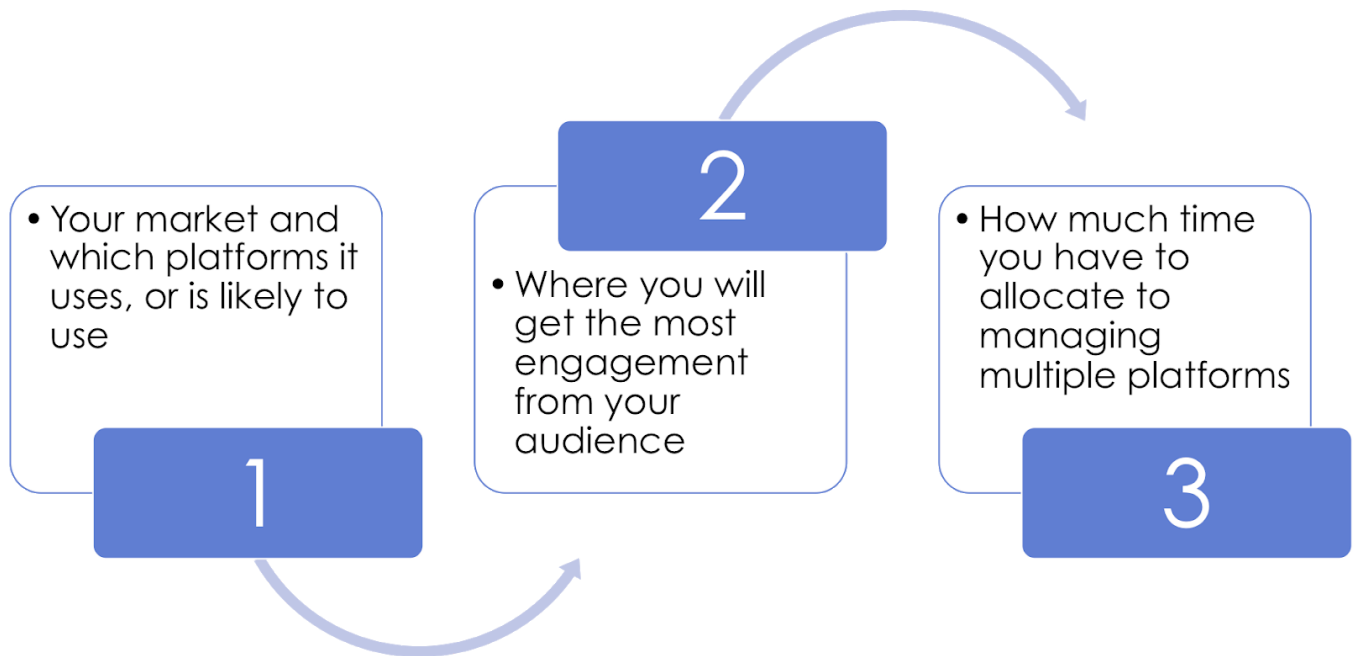 • Your market and
which platforms it
uses, or is likely to
use
1
2
• Where you will
get the most
engagement
from your
audience
• How much time
you have to
allocate to
managing
multiple platforms
3